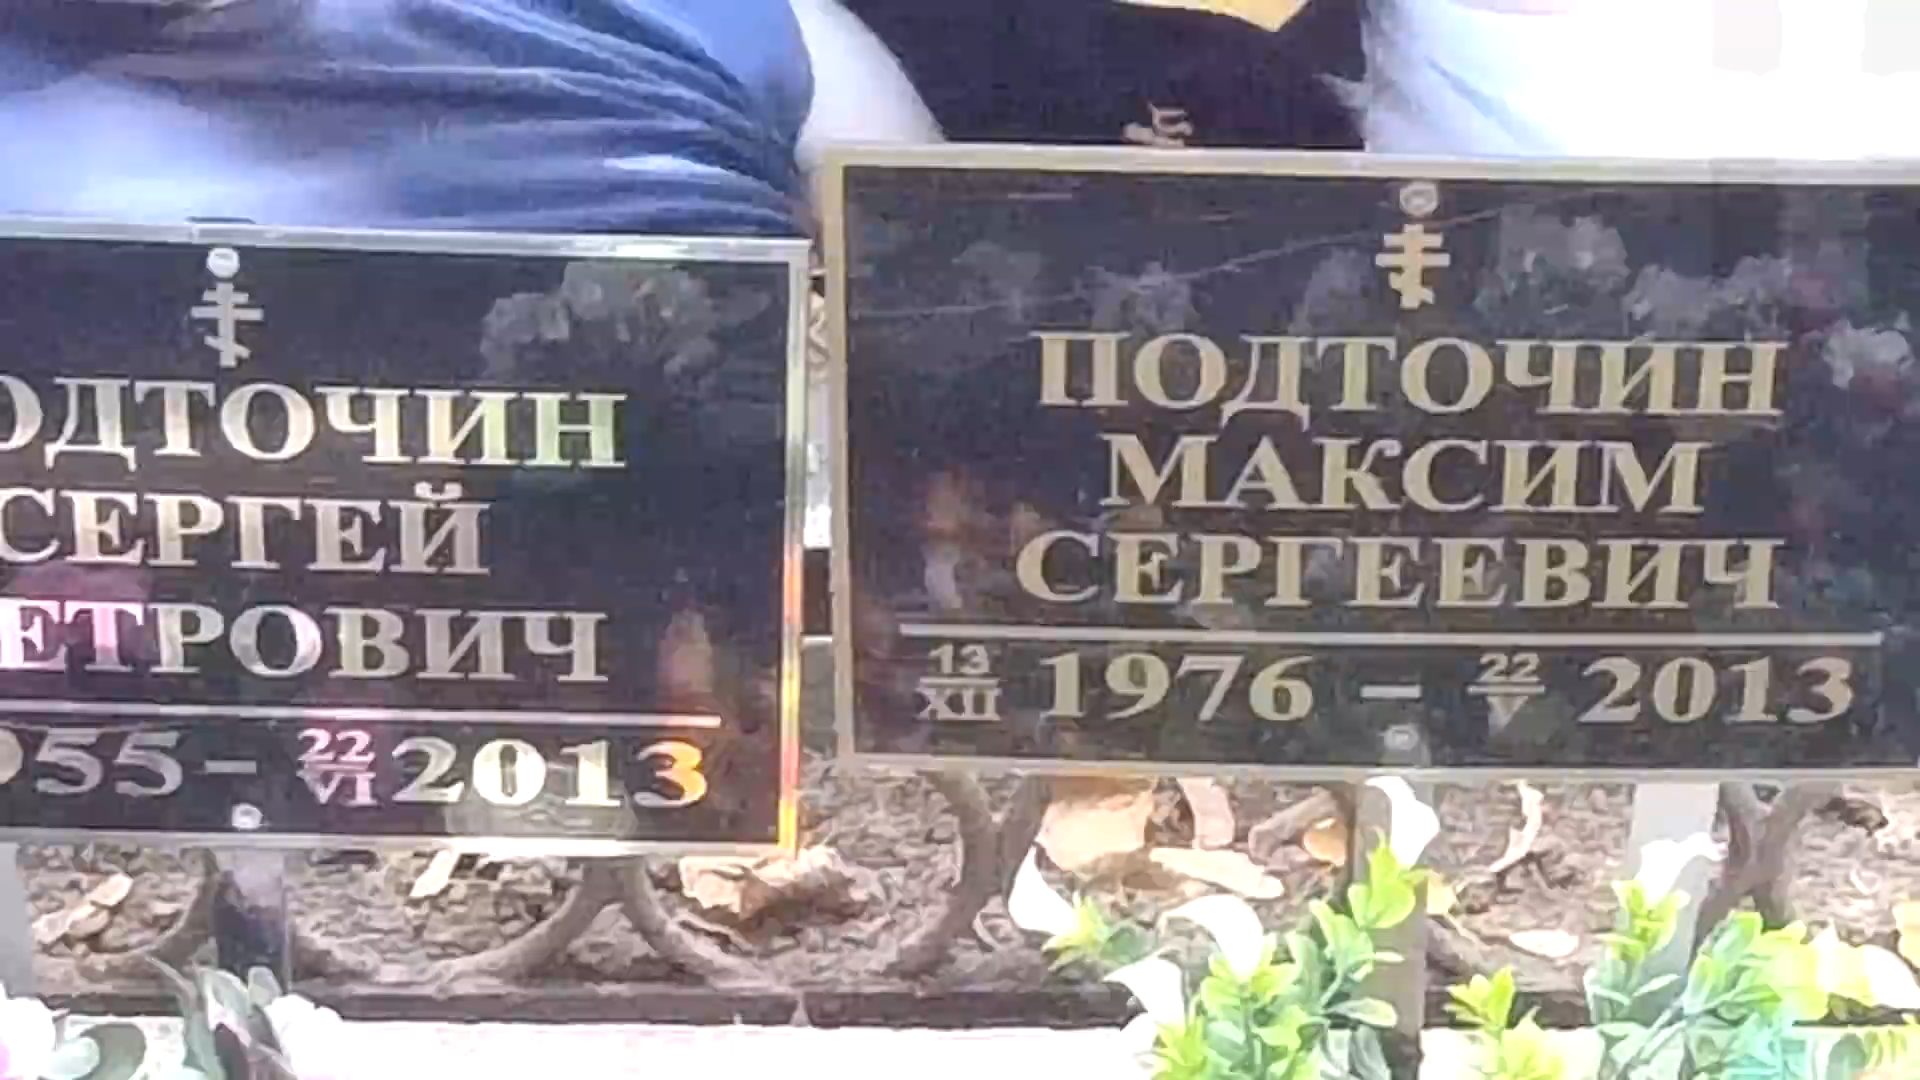 ОДТОЧИН
СЕРГЕЙ
ЕТРОВИЧ
955 - 22 VI 2013
ПОДТОЧИН
МАКСИМ
СЕРГЕЕВИЧ
13 XII 1976 - 22 V 2013